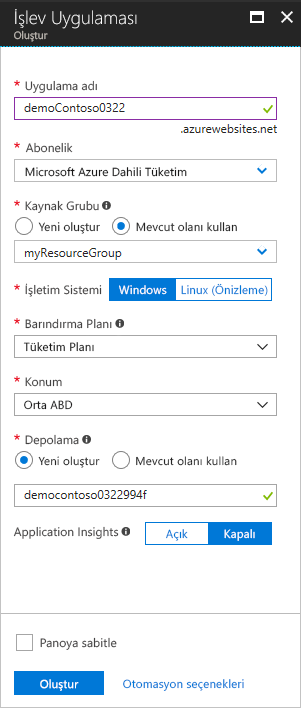 İşlev Uygulaması
Oluştur
* Uygulama adı
demoContoso0322
.azurewebsites.net
* Abonelik
Microsoft Azure Dahili Tüketim
* Kaynak Grubu
Yeni oluştur Mevcut olanı kullan
myResourceGroup
* İşletim Sistemi Windows Linux (Önizleme)
* Barındırma Planı
Tüketim Planı
* Konum
Orta ABD
* Depolama
Yeni oluştur Mevcut olanı kullan
democontoso0322994f
Application Insights Açık Kapalı
Panoya sabitle
Oluştur Otomasyon seçenekleri